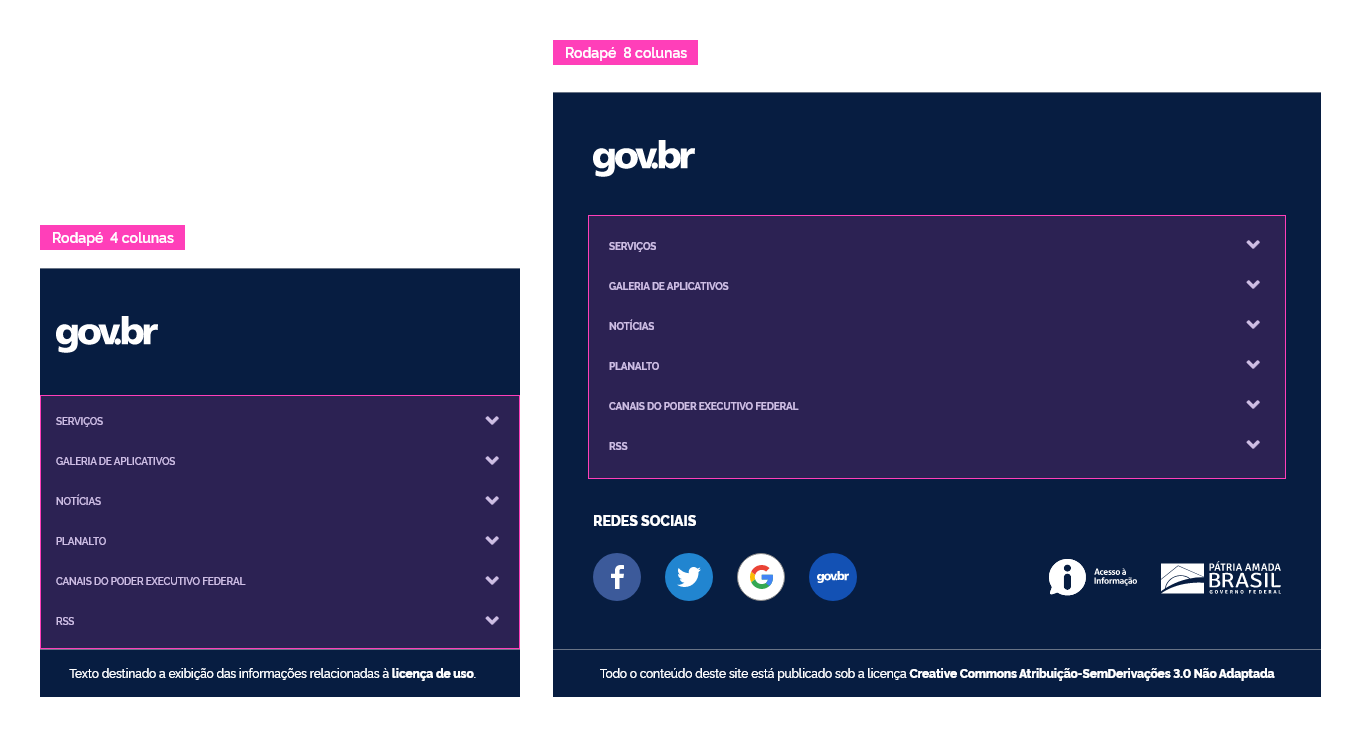 Rodapé 4 colunas
gov.br
SERVIÇOS
GALERIA DE APLICATIVOS
NOTÍCIAS
PLANALTO
CANAIS DO PODER EXECUTIVO FEDERAL
RSS
Texto destinado a exibição das informações relacionadas à licença de uso.
Rodapé 8 colunas
gov.br
SERVIÇOS
GALERIA DE APLICATIVOS
NOTÍCIAS
PLANALTO
CANAIS DO PODER EXECUTIVO FEDERAL
RSS
REDES SOCIAIS
gov.br
Acesso à
Informação
PÁTRIA AMADA
BRASIL
GOVERNO FEDERAL
Todo o conteúdo deste site está publicado sob a licença Creative Commons Atribuição-SemDerivações 3.0 Não Adaptada